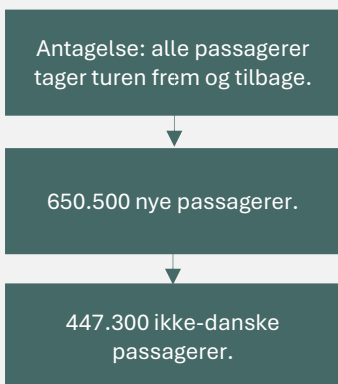 Antagelse: alle passagerer
tager turen frem og tilbage.
650.500 nye passagerer.
447.300 ikke-danske
passagerer.